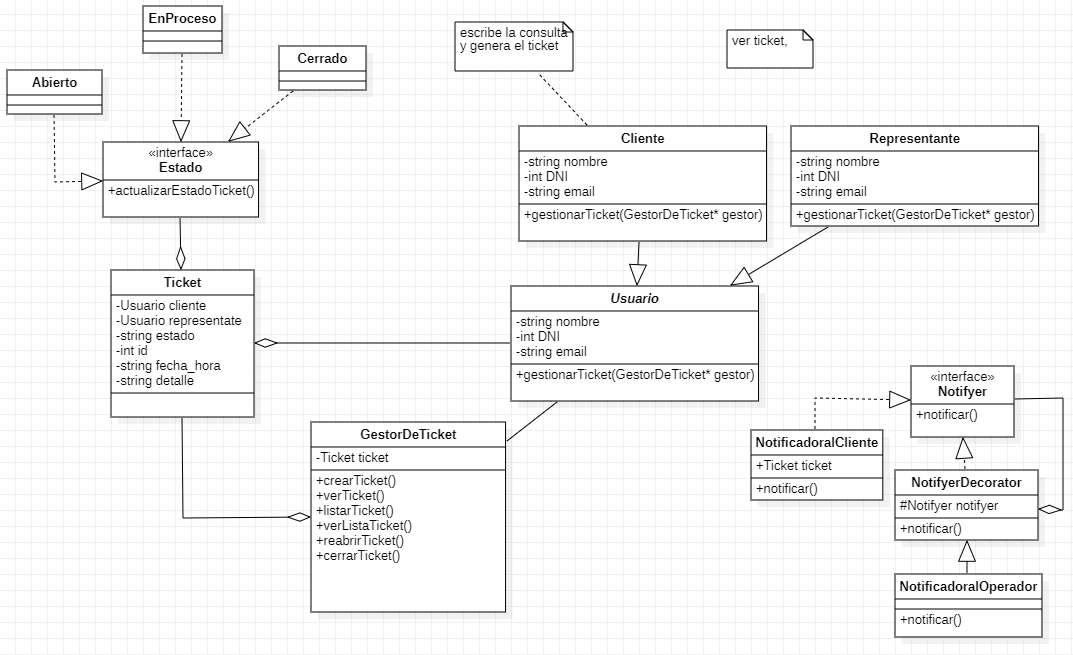 EnProceso
escribe la consulta
y genera el ticket
ver ticket,
Cerrado
Abierto
«interface»
Estado
+actualizarEstadoTicket()
Cliente
-string nombre
-int DNI
-string email
+gestionarTicket(GestorDeTicket* gestor)
Representante
-string nombre
-int DNI
-string email
+gestionarTicket(GestorDeTicket* gestor)
Ticket
-Usuario cliente
-Usuario representate
-string estado
-int id
-string fecha_hora
-string detalle
Usuario
-string nombre
-int DNI
-string email
+gestionarTicket(GestorDeTicket* gestor)
GestorDeTicket
-Ticket ticket
+crearTicket()
+verTicket()
+listarTicket()
+verListaTicket()
+reabrirTicket()
+cerrarTicket()
«interface»
Notifyer
+notificar()
NotificadoralCliente
+Ticket ticket
+notificar()
NotifyerDecorator
#Notifyer notifyer
+notificar()
NotificadoralOperador
+notificar()